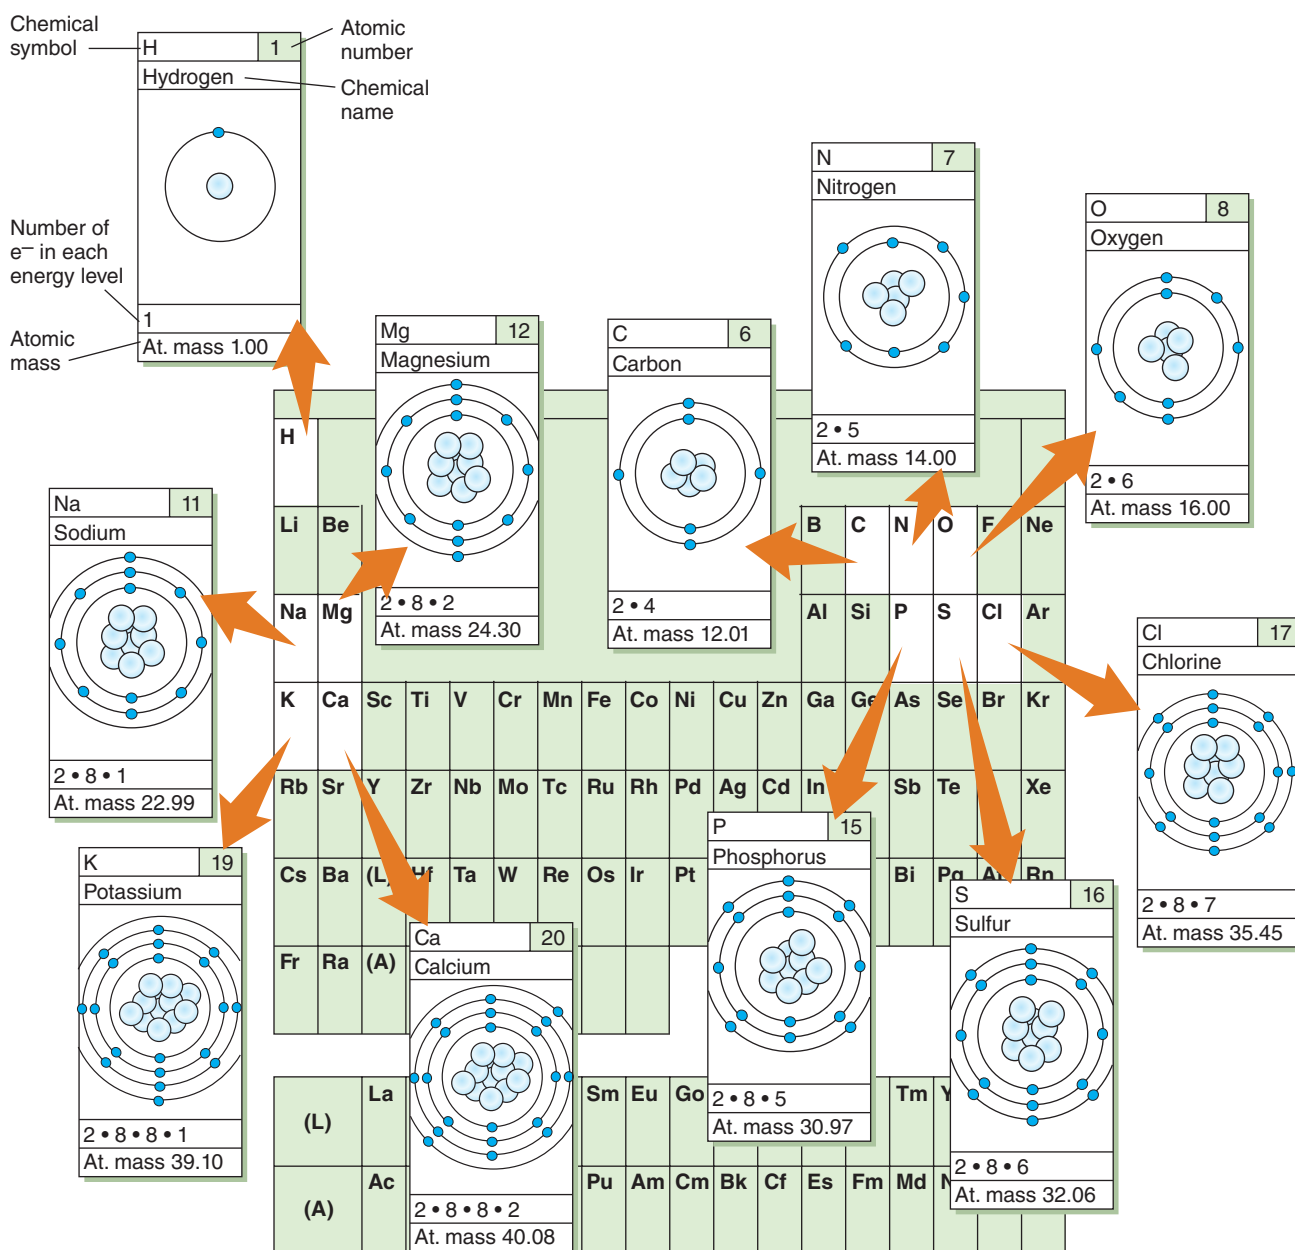 Chemical
symbol
H 1
Atomic
number
Hydrogen
Chemical
name
Number of
e– in each
energy level
1
Atomic
mass
At. mass 1.00
N 7
Nitrogen
2 • 5
At. mass 14.00
O 8
Oxygen
2 • 6
At. mass 16.00
Mg 12
Magnesium
2 • 8 • 2
At. mass 24.30
C 6
Carbon
2 • 4
At. mass 12.01
Na 11
Sodium
2 • 8 • 1
At. mass 22.99
Cl 17
Chlorine
2 • 8 • 7
At. mass 35.45
H
Li Be B C N O F Ne
Na Mg Al Si P S Cl Ar
K Ca Sc Ti V Cr Mn Fe Co Ni Cu Zn Ga Ge As Se Br Kr
Rb Sr Y Zr Nb Mo Tc Ru Rh Pd Ag Cd In Sb Te Xe
Cs Ba (L) Hf Ta W Re Os Ir Pt Bi Rn
Fr Ra (A)
K 19
Potassium
2 • 8 • 8 • 1
At. mass 39.10
Ca 20
Calcium
2 • 8 • 8 • 2
At. mass 40.08
P 15
Phosphorus
2 • 8 • 5
At. mass 30.97
S 16
Sulfur
2 • 8 • 6
At. mass 32.06
(L) La Sm Eu Go Tm
(A) Ac Pu Am Cm Bk Cf Es Fm Md